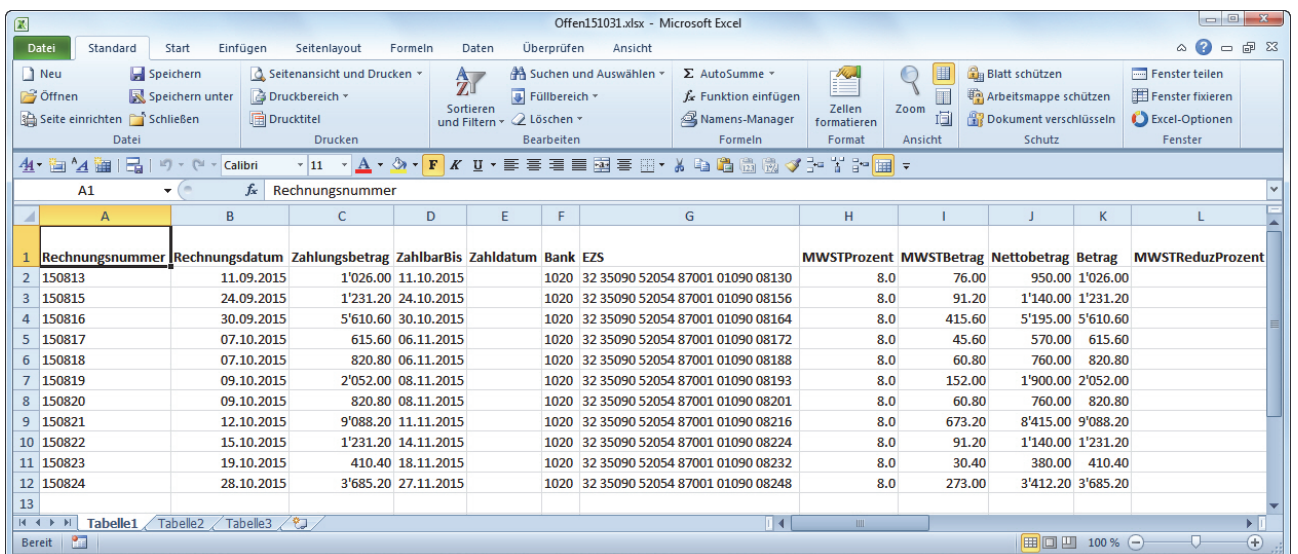 Offen151031.xlsx - Microsoft Excel
Datei Standard Start Einfügen Seitenlayout Formeln Daten Überprüfen Ansicht
Neu Speichern Seitenansicht und Drucken Suchen und Auswählen Σ AutoSumme Blatt schützen Fenster teilen
Öffnen Speichern unter Druckbereich Sortieren und Filtern Füllbereich fx Funktion einfügen Zellen formatieren Zoom Arbeitsmappe schützen Fenster fixieren
Seite einrichten Schließen Drucktitel Löschen Namens-Manager Dokument verschlüsseln Excel-Optionen
Datei Drucken Bearbeiten Formeln Format Ansicht Schutz Fenster
Calibri 11 A F K U
A1 fx Rechnungsnummer
A B C D E F G H I J K L
1 Rechnungsnummer Rechnungsdatum Zahlungsbetrag ZahlbarBis Zahldatum Bank EZS MWSTProzent MWSTBetrag Nettobetrag Betrag MWSTReduzProzent
2 150813 11.09.2015 1'026.00 11.10.2015 1020 32 35090 52054 87001 01090 08130 8.0 76.00 950.00 1'026.00
3 150815 24.09.2015 1'231.20 24.10.2015 1020 32 35090 52054 87001 01090 08156 8.0 91.20 1'140.00 1'231.20
4 150816 30.09.2015 5'610.60 30.10.2015 1020 32 35090 52054 87001 01090 08164 8.0 415.60 5'195.00 5'610.60
5 150817 07.10.2015 615.60 06.11.2015 1020 32 35090 52054 87001 01090 08172 8.0 45.60 570.00 615.60
6 150818 07.10.2015 820.80 06.11.2015 1020 32 35090 52054 87001 01090 08188 8.0 60.80 760.00 820.80
7 150819 09.10.2015 2'052.00 08.11.2015 1020 32 35090 52054 87001 01090 08193 8.0 152.00 1'900.00 2'052.00
8 150820 09.10.2015 820.80 08.11.2015 1020 32 35090 52054 87001 01090 08201 8.0 60.80 760.00 820.80
9 150821 12.10.2015 9'088.20 11.11.2015 1020 32 35090 52054 87001 01090 08216 8.0 673.20 8'415.00 9'088.20
10 150822 15.10.2015 1'231.20 14.11.2015 1020 32 35090 52054 87001 01090 08224 8.0 91.20 1'140.00 1'231.20
11 150823 19.10.2015 410.40 18.11.2015 1020 32 35090 52054 87001 01090 08232 8.0 30.40 380.00 410.40
12 150824 28.10.2015 3'685.20 27.11.2015 1020 32 35090 52054 87001 01090 08248 8.0 273.00 3'412.20 3'685.20
13
Tabelle1 Tabelle2 Tabelle3
Bereit 100 %